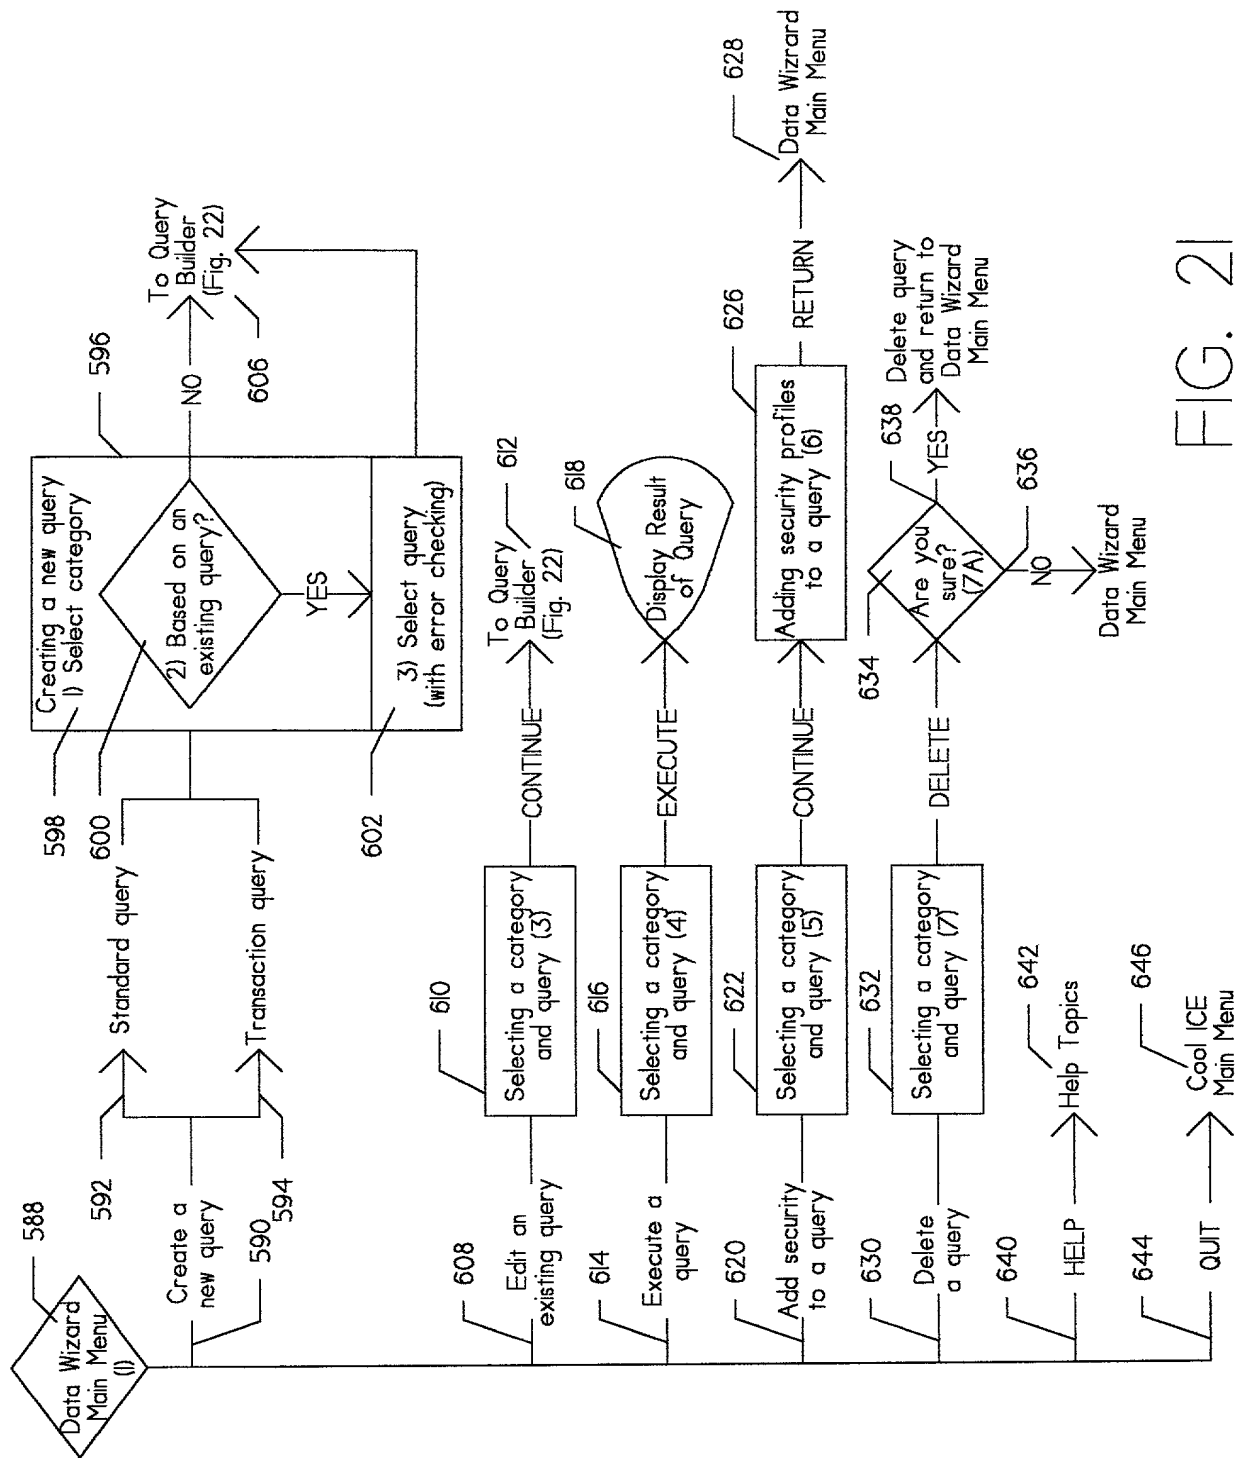 588
Data Wizard
Main Menu
(1)
590
Create a
new query
592
Standard query
594
Transaction query
596
Creating a new query
598
1) Select category
600
2) Based on an
existing query?
NO
YES
602
3) Select query
(with error checking)
To Query
Builder
(Fig. 22)
606
608
Edit an
existing query
610
Selecting a category
and query (3)
CONTINUE
To Query
Builder
(Fig. 22)
612
614
Execute a
query
616
Selecting a category
and query (4)
EXECUTE
618
Display Result
of Query
620
Add security
to a query
622
Selecting a category
and query (5)
CONTINUE
626
Adding security profiles
to a query (6)
RETURN
628
Data Wizrard
Main Menu
630
Delete
a query
632
Selecting a category
and query (7)
DELETE
634
Are you
sure?
(7A)
638
YES
Delete query
and return to
Data Wizard
Main Menu
636
NO
Data Wizard
Main Menu
640
HELP
642
Help Topics
644
QUIT
646
Cool ICE
Main Menu
FIG. 21